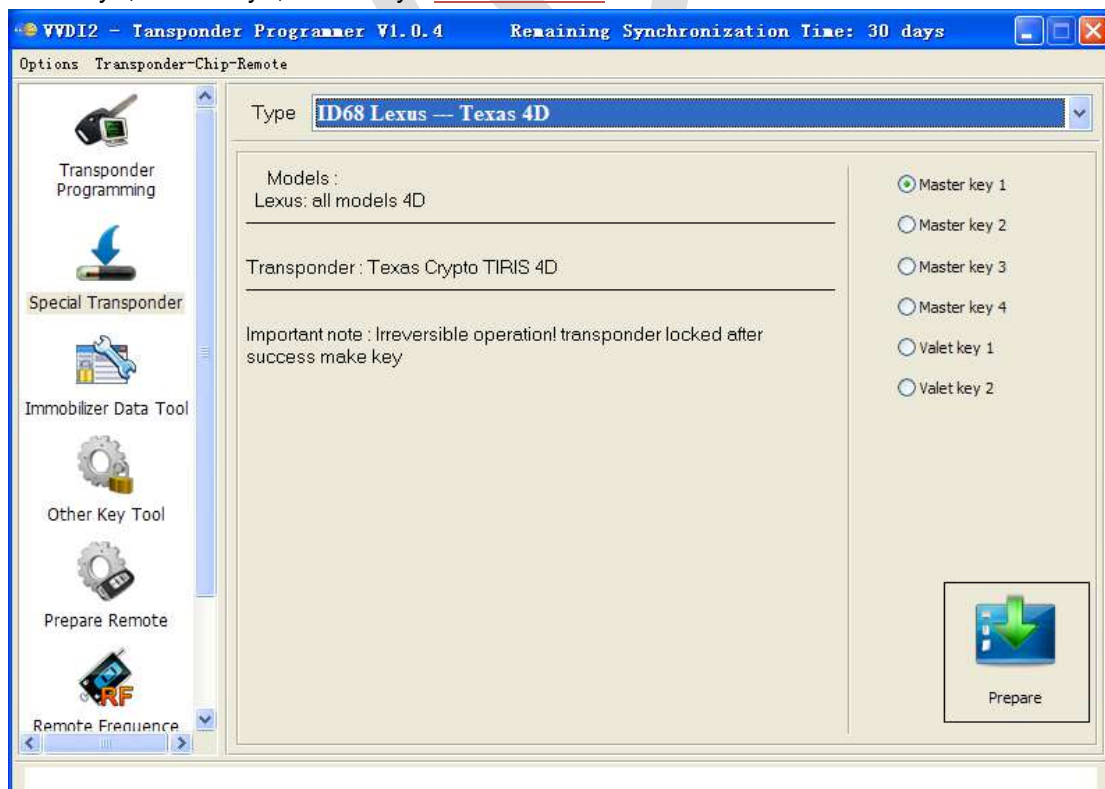 VVDI2 - Tansponder Programmer V1.0.4 Remaining Synchronization Time: 30 days
Options Transponder-Chip-Remote
Transponder
Programming
Special Transponder
Immobilizer Data Tool
Other Key Tool
Prepare Remote
RF
Remote Frequence
Type ID68 Lexus --- Texas 4D
Models :
Lexus: all models 4D
Transponder : Texas Crypto TIRIS 4D
Important note : Irreversible operation! transponder locked after
success make key
Master key 1
Master key 2
Master key 3
Master key 4
Valet key 1
Valet key 2
Prepare